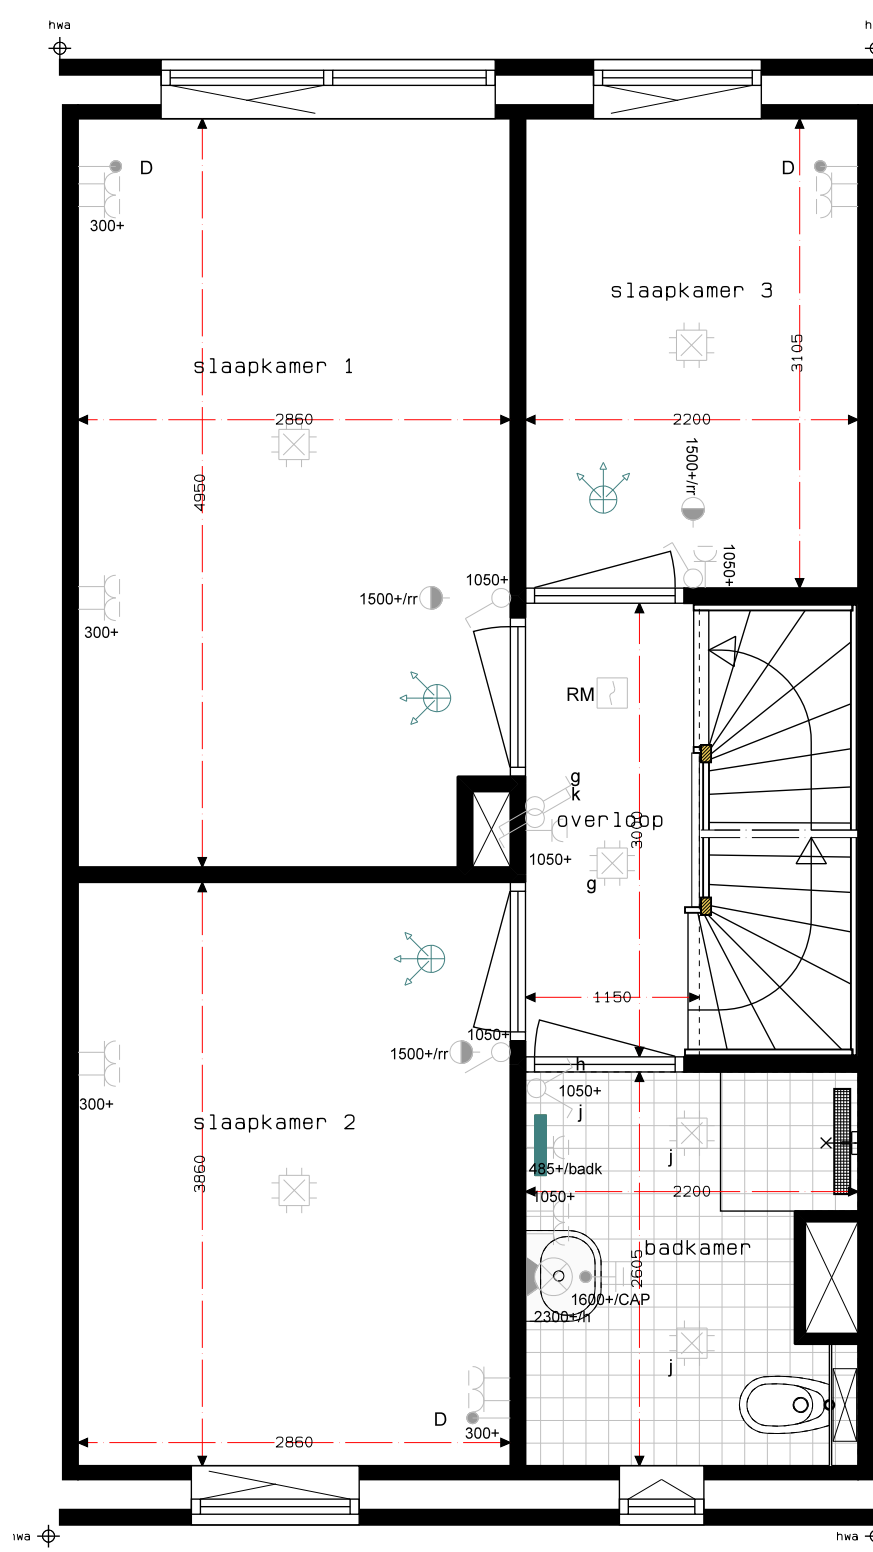 hwa
h
D
300+
D
slaapkamer 3
3105
slaapkamer 1
2860
2200
1500+/rr
4950
1050+
1050+
1500+/rr
300+
RM
g
k
overloop
3000
1050+
g
1150
1050+
1500+/rr
h
1050+
300+
j
slaapkamer 2
j
485+/badk
3860
2200
1050+
badkamer
2605
1600+/CAP
2300+/h
j
D
300+
2860
wa
hwa